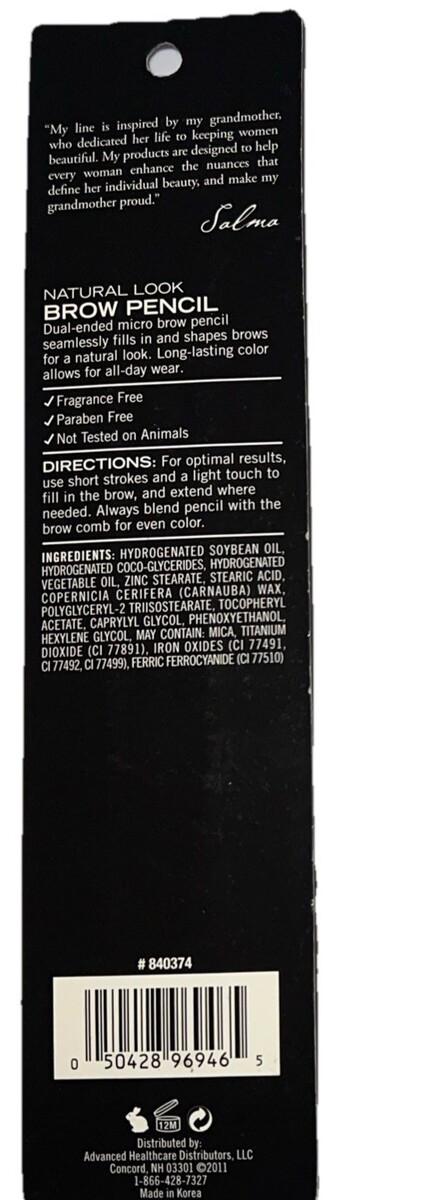 "My line is inspired by my grandmother,
who dedicated her life to keeping women
beautiful. My products are designed to help
every woman enhance the nuances that
define her individual beauty, and make my
grandmother proud."
Salma
NATURAL LOOK
BROW PENCIL
Dual-ended micro brow pencil
seamlessly fills in and shapes brows
for a natural look. Long-lasting color
allows for all-day wear.
✓ Fragrance Free
✓ Paraben Free
✓ Not Tested on Animals
DIRECTIONS: For optimal results,
use short strokes and a light touch to
fill in the brow, and extend where
needed. Always blend pencil with the
brow comb for even color.
INGREDIENTS: HYDROGENATED SOYBEAN OIL,
HYDROGENATED COCO-GLYCERIDES, HYDROGENATED
VEGETABLE OIL, ZINC STEARATE, STEARIC ACID,
COPERNICIA CERIFERA (CARNAUBA) WAX,
POLYGLYCERYL-2 TRIISOSTEARATE, TOCOPHERYL
ACETATE, CAPRYLYL GLYCOL, PHENOXYETHANOL,
HEXYLENE GLYCOL, MAY CONTAIN: MICA, TITANIUM
DIOXIDE (CI 77891), IRON OXIDES (CI 77491,
CI 77492, CI 77499), FERRIC FERROCYANIDE (CI 77510)
# 840374
0 50428 96946 5
12M
Distributed by:
Advanced Healthcare Distributors, LLC
Concord, NH 03301 ©2011
1-866-428-7327
Made in Korea